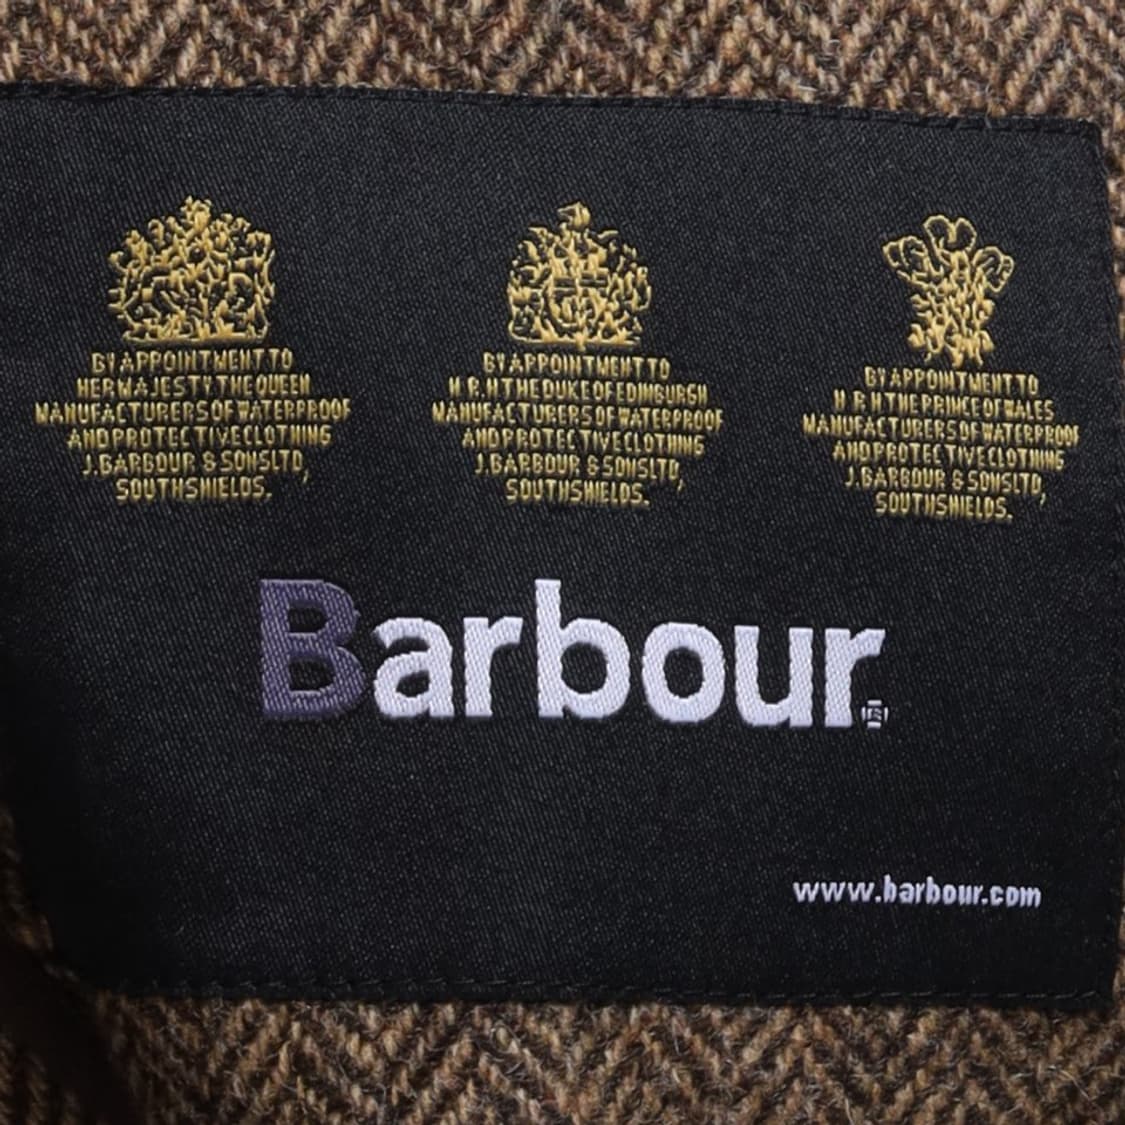 BY APPOINTMENT TO
HER MAJESTY THE QUEEN
MANUFACTURERS OF WATERPROOF
AND PROTECTIVE CLOTHING
J. BARBOUR & SONS LTD,
SOUTH SHIELDS.
BY APPOINTMENT TO
H.R.H THE DUKE OF EDINBURGH
MANUFACTURERS OF WATERPROOF
AND PROTECTIVE CLOTHING
J. BARBOUR & SONS LTD,
SOUTH SHIELDS.
BY APPOINTMENT TO
H.R.H THE PRINCE OF WALES
MANUFACTURERS OF WATERPROOF
AND PROTECTIVE CLOTHING
J. BARBOUR & SONS LTD,
SOUTH SHIELDS.
Barbour®
www.barbour.com